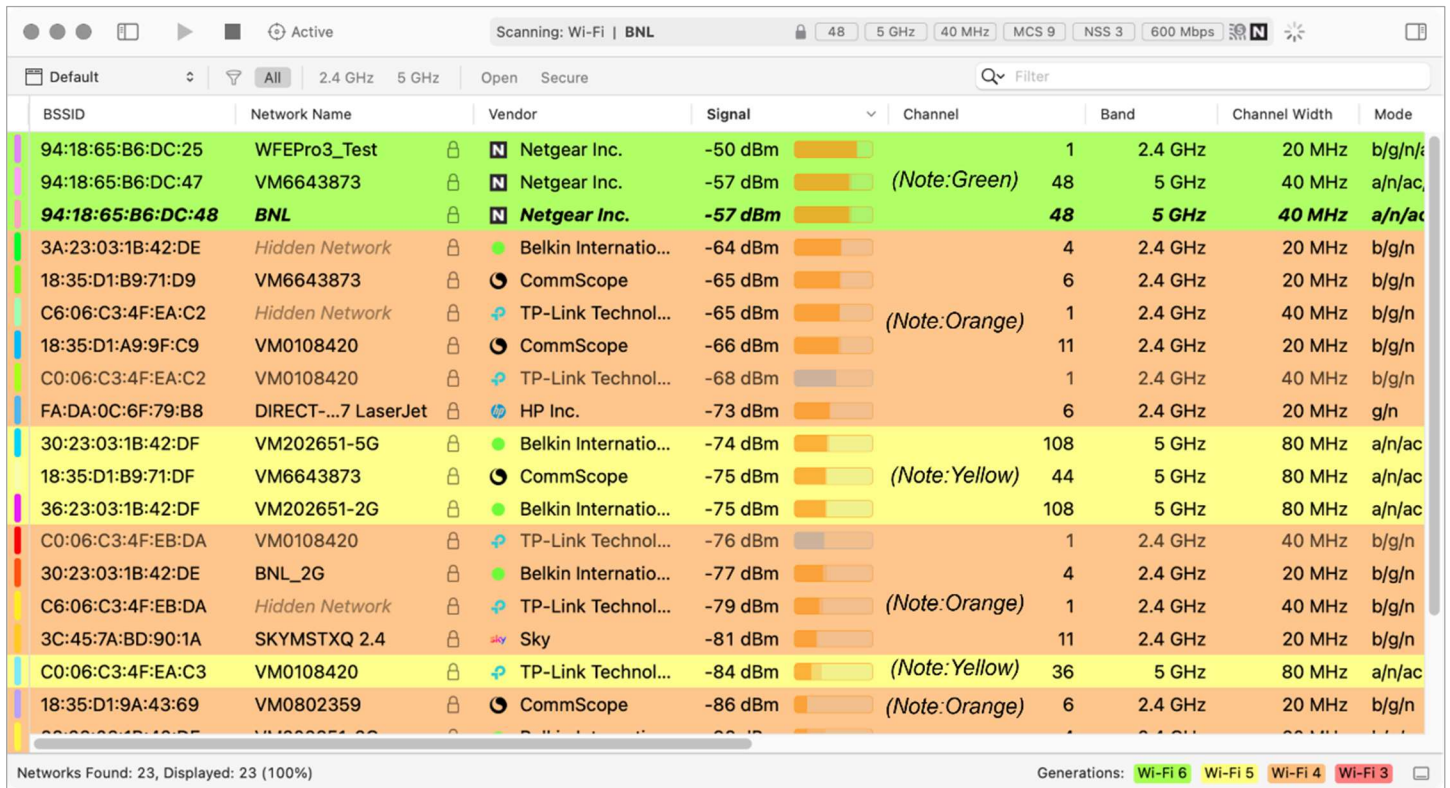 Active Scanning: Wi-Fi | BNL 48 5 GHz 40 MHz MCS 9 NSS 3 600 Mbps N
Default All 2.4 GHz 5 GHz Open Secure Filter
BSSID Network Name Vendor Signal Channel Band Channel Width Mode
94:18:65:B6:DC:25 WFEPro3_Test N Netgear Inc. -50 dBm 1 2.4 GHz 20 MHz b/g/n/a
94:18:65:B6:DC:47 VM6643873 N Netgear Inc. -57 dBm (Note:Green) 48 5 GHz 40 MHz a/n/ac,
94:18:65:B6:DC:48 BNL N Netgear Inc. -57 dBm 48 5 GHz 40 MHz a/n/ac
3A:23:03:1B:42:DE Hidden Network Belkin Internatio... -64 dBm 4 2.4 GHz 20 MHz b/g/n
18:35:D1:B9:71:D9 VM6643873 CommScope -65 dBm 6 2.4 GHz 20 MHz b/g/n
C6:06:C3:4F:EA:C2 Hidden Network TP-Link Technol... -65 dBm (Note:Orange) 1 2.4 GHz 40 MHz b/g/n
18:35:D1:A9:9F:C9 VM0108420 CommScope -66 dBm 11 2.4 GHz 20 MHz b/g/n
C0:06:C3:4F:EA:C2 VM0108420 TP-Link Technol... -68 dBm 1 2.4 GHz 40 MHz b/g/n
FA:DA:0C:6F:79:B8 DIRECT-...7 LaserJet hp HP Inc. -73 dBm 6 2.4 GHz 20 MHz g/n
30:23:03:1B:42:DF VM202651-5G Belkin Internatio... -74 dBm 108 5 GHz 80 MHz a/n/ac
18:35:D1:B9:71:DF VM6643873 CommScope -75 dBm (Note:Yellow) 44 5 GHz 80 MHz a/n/ac
36:23:03:1B:42:DF VM202651-2G Belkin Internatio... -75 dBm 108 5 GHz 80 MHz a/n/ac
C0:06:C3:4F:EB:DA VM0108420 TP-Link Technol... -76 dBm 1 2.4 GHz 40 MHz b/g/n
30:23:03:1B:42:DE BNL_2G Belkin Internatio... -77 dBm 4 2.4 GHz 20 MHz b/g/n
C6:06:C3:4F:EB:DA Hidden Network TP-Link Technol... -79 dBm (Note:Orange) 1 2.4 GHz 40 MHz b/g/n
3C:45:7A:BD:90:1A SKYMSTXQ 2.4 sky Sky -81 dBm 11 2.4 GHz 20 MHz b/g/n
C0:06:C3:4F:EA:C3 VM0108420 TP-Link Technol... -84 dBm (Note:Yellow) 36 5 GHz 80 MHz a/n/ac
18:35:D1:9A:43:69 VM0802359 CommScope -86 dBm (Note:Orange) 6 2.4 GHz 20 MHz b/g/n
Networks Found: 23, Displayed: 23 (100%) Generations: Wi-Fi 6 Wi-Fi 5 Wi-Fi 4 Wi-Fi 3